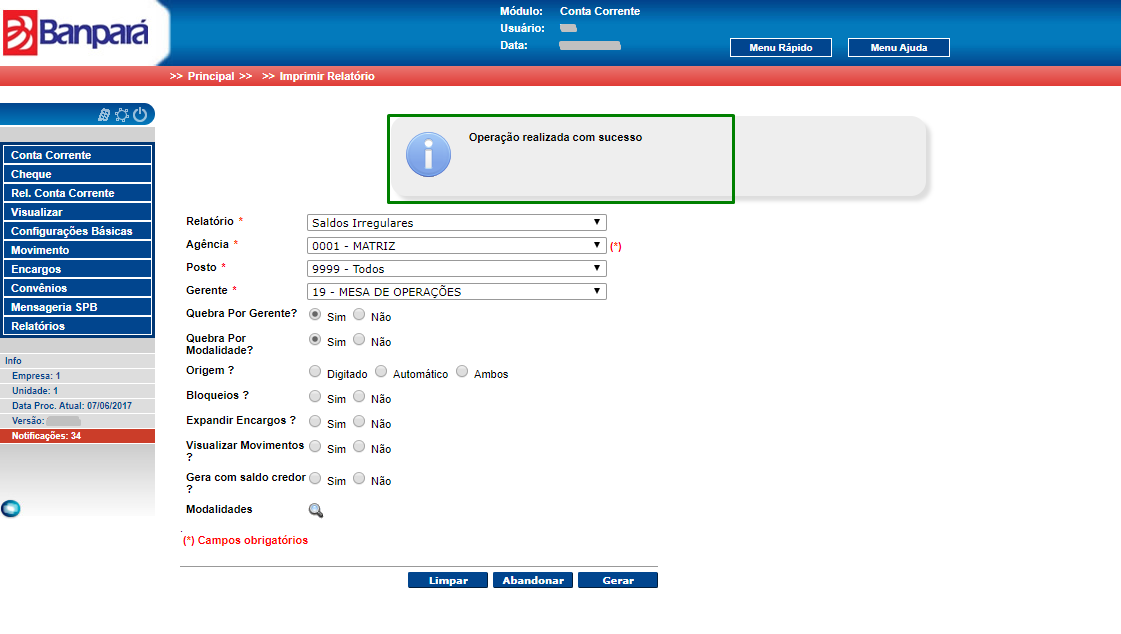 Banpará
Módulo: Conta Corrente
Usuário:
Data:
Menu Rápido Menu Ajuda
>> Principal >> >> Imprimir Relatório
Conta Corrente
Cheque
Rel. Conta Corrente
Visualizar
Configurações Básicas
Movimento
Encargos
Convênios
Mensageria SPB
Relatórios
Info
Empresa: 1
Unidade: 1
Data Proc. Atual: 07/06/2017
Versão:
Notificações: 34
Operação realizada com sucesso
Relatório * Saldos Irregulares
Agência * 0001 - MATRIZ (*)
Posto * 9999 - Todos
Gerente * 19 - MESA DE OPERAÇÕES
Quebra Por Gerente? Sim Não
Quebra Por
Modalidade? Sim Não
Origem ? Digitado Automático Ambos
Bloqueios ? Sim Não
Expandir Encargos ? Sim Não
Visualizar Movimentos
? Sim Não
Gera com saldo credor
? Sim Não
Modalidades
(*) Campos obrigatórios
Limpar Abandonar Gerar